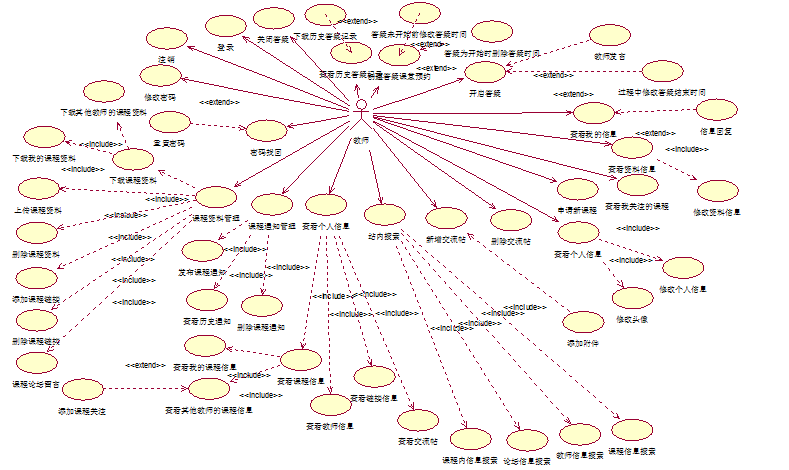 <<extend>>
登录
关闭答疑
下载历史答疑记录
答疑未开始前修改答疑时间
<<extend>>
答疑为开始时删除答疑时间
教师发言
注销
查看历史答疑记录
<<extend>>
开启答疑
<<extend>>
过程中修改答疑结束时间
修改密码
<<extend>>
<<extend>>
下载其他教师的课程资料
重置密码
密码找回
教师
查看我的信息
<<extend>>
信息回复
下载我的课程资料
<<include>>
下载课程资料
<<include>>
查看资料信息
<<include>>
上传课程资料
<<include>>
课程资料管理
课程通知管理
查看个人信息
站内搜索
新增交流帖
删除交流帖
申请新课程
查看我关注的课程
修改资料信息
<<include>>
删除课程资料
<<include>>
<<include>>
添加课程链接
<<include>>
发布课程通知
<<include>>
<<include>>
<<include>>
查看个人信息
<<include>>
修改个人信息
<<include>>
删除课程链接
查看历史通知
删除课程通知
<<include>>
<<include>>
<<include>>
<<include>>
<<include>>
<<include>>
<<include>>
修改头像
添加附件
课程论坛留言
查看我的课程信息
<<extend>>
<<include>>
查看课程信息
<<include>>
添加课程关注
查看其他教师的课程信息
查看教师信息
查看链接信息
查看交流帖
课程内信息搜索
论坛信息搜索
教师信息搜索
课程信息搜索